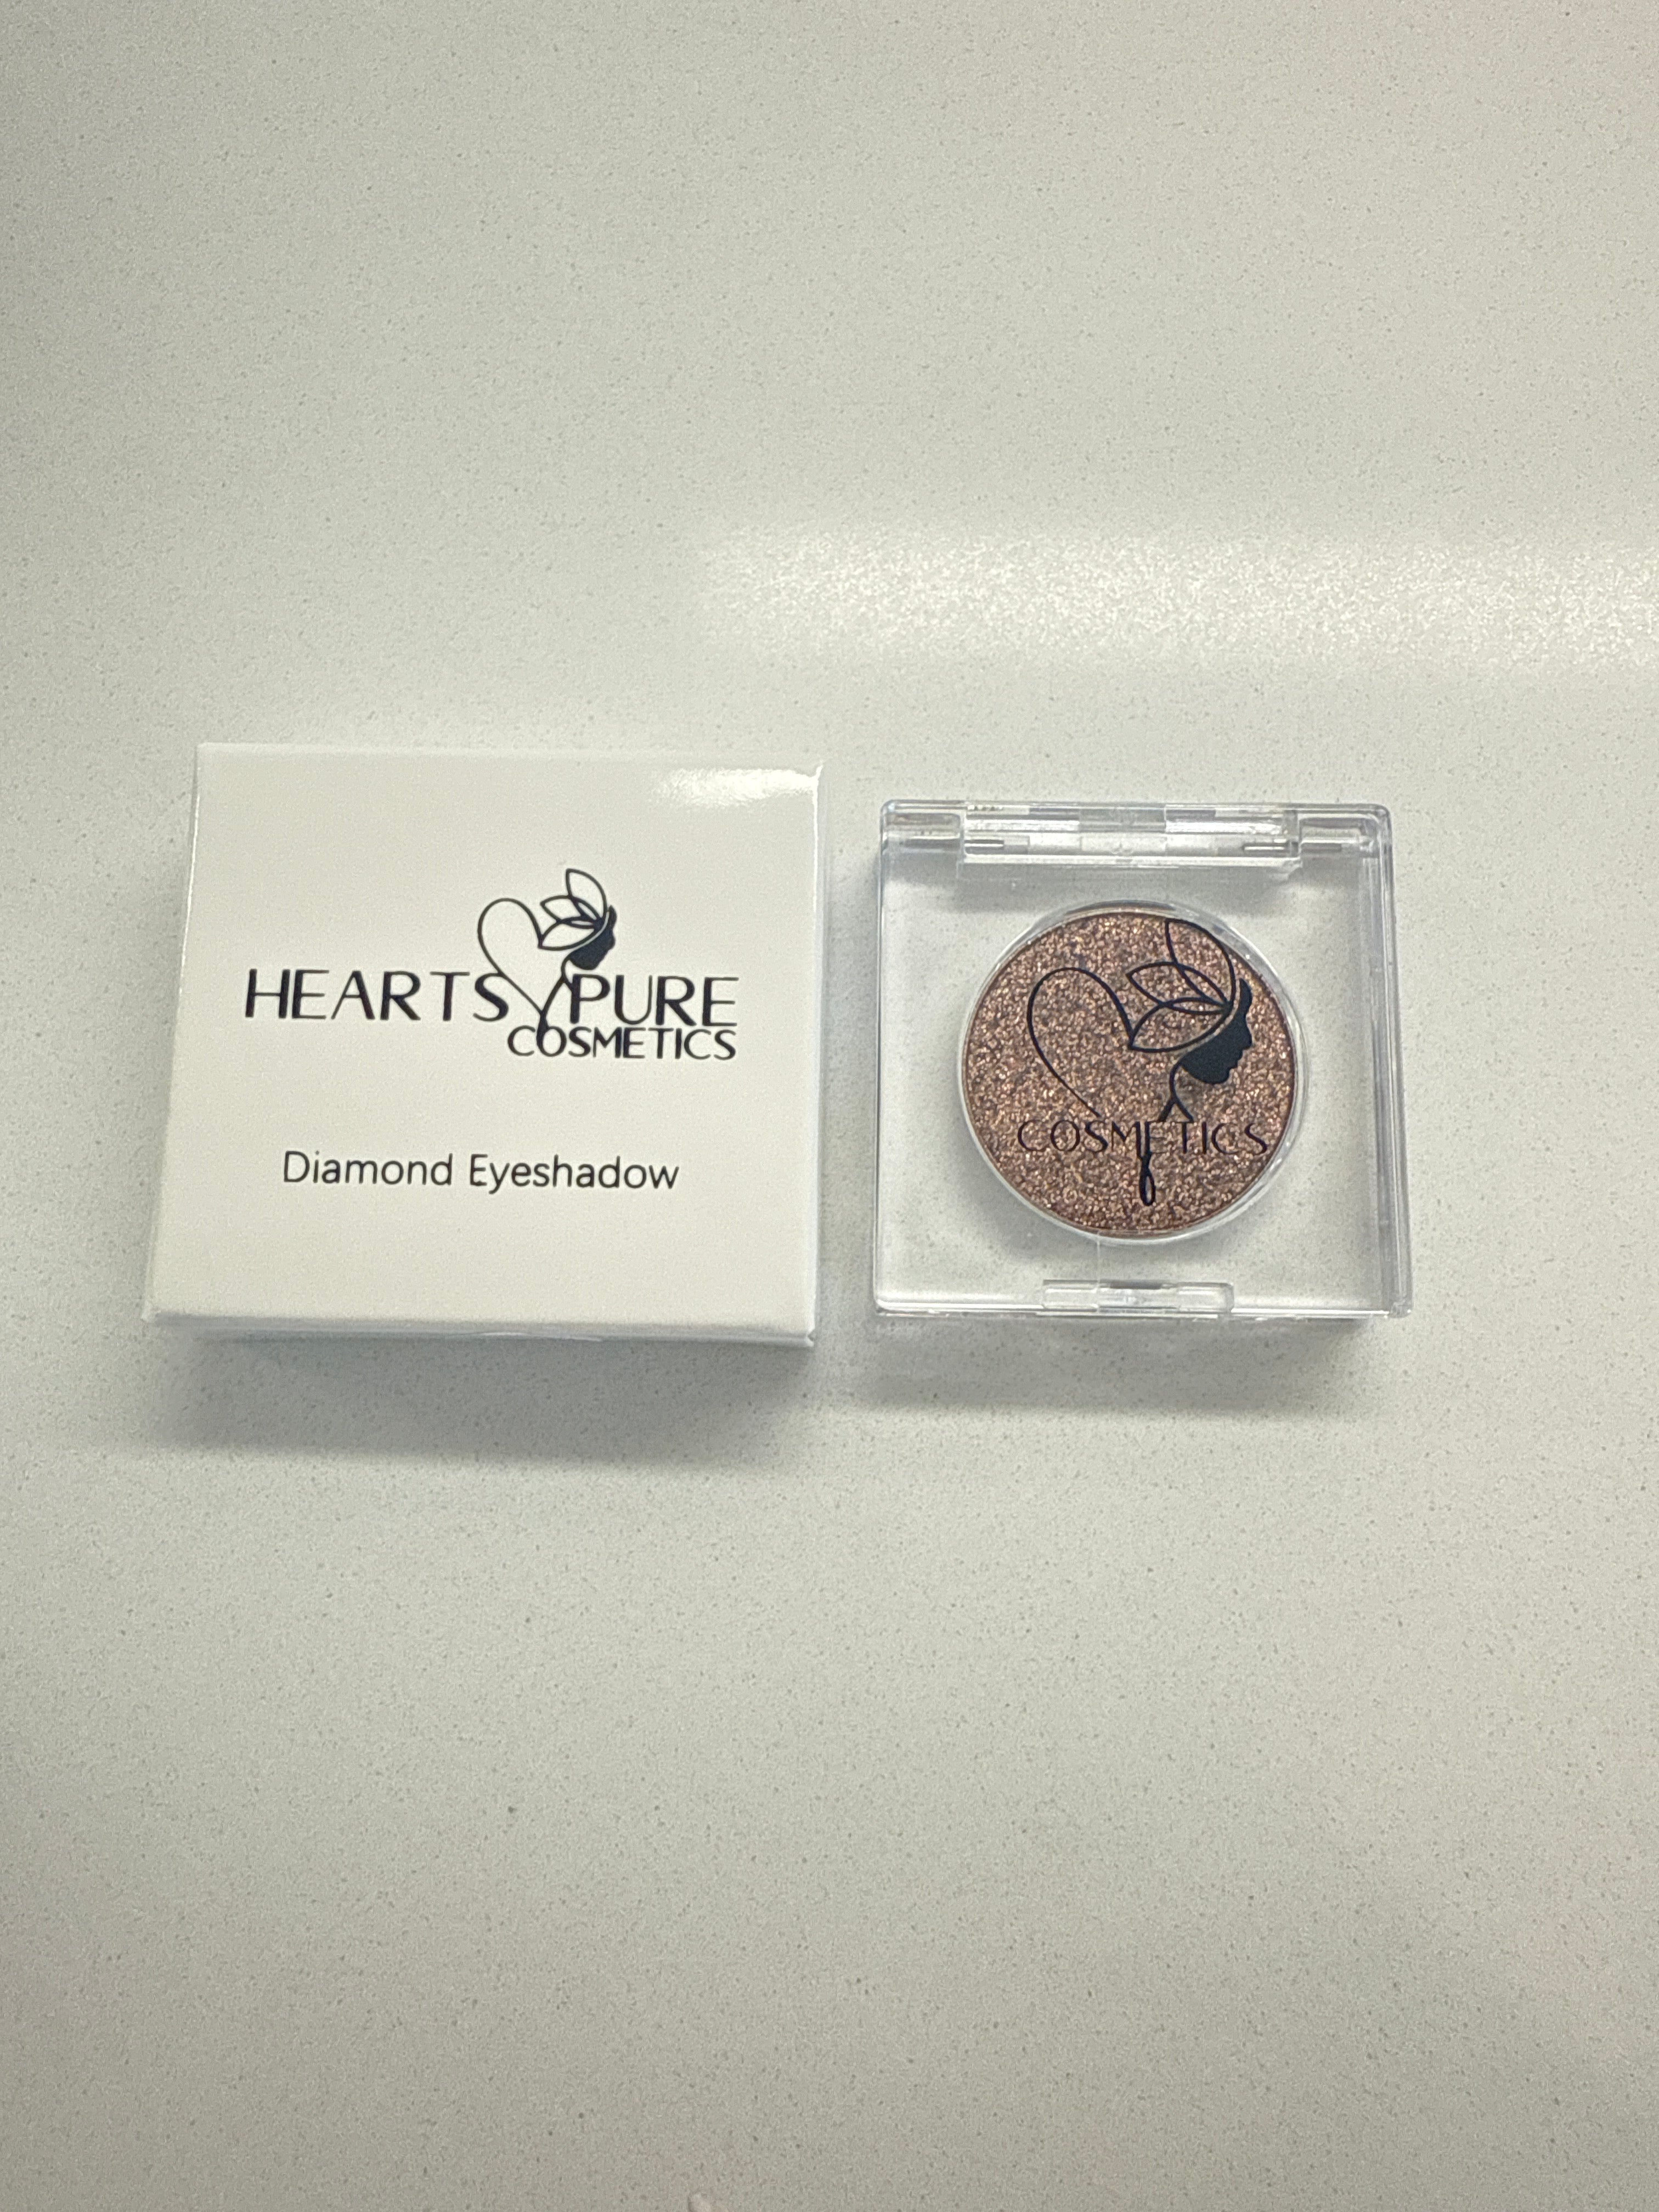 HEARTS PURE
COSMETICS
Diamond Eyeshadow
COSMETICS